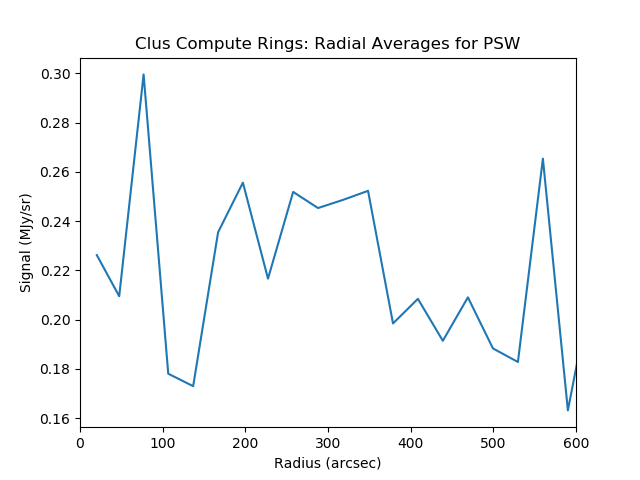 Clus Compute Rings: Radial Averages for PSW
Signal (MJy/sr)
0.30
0.28
0.26
0.24
0.22
0.20
0.18
0.16
0 100 200 300 400 500 600
Radius (arcsec)